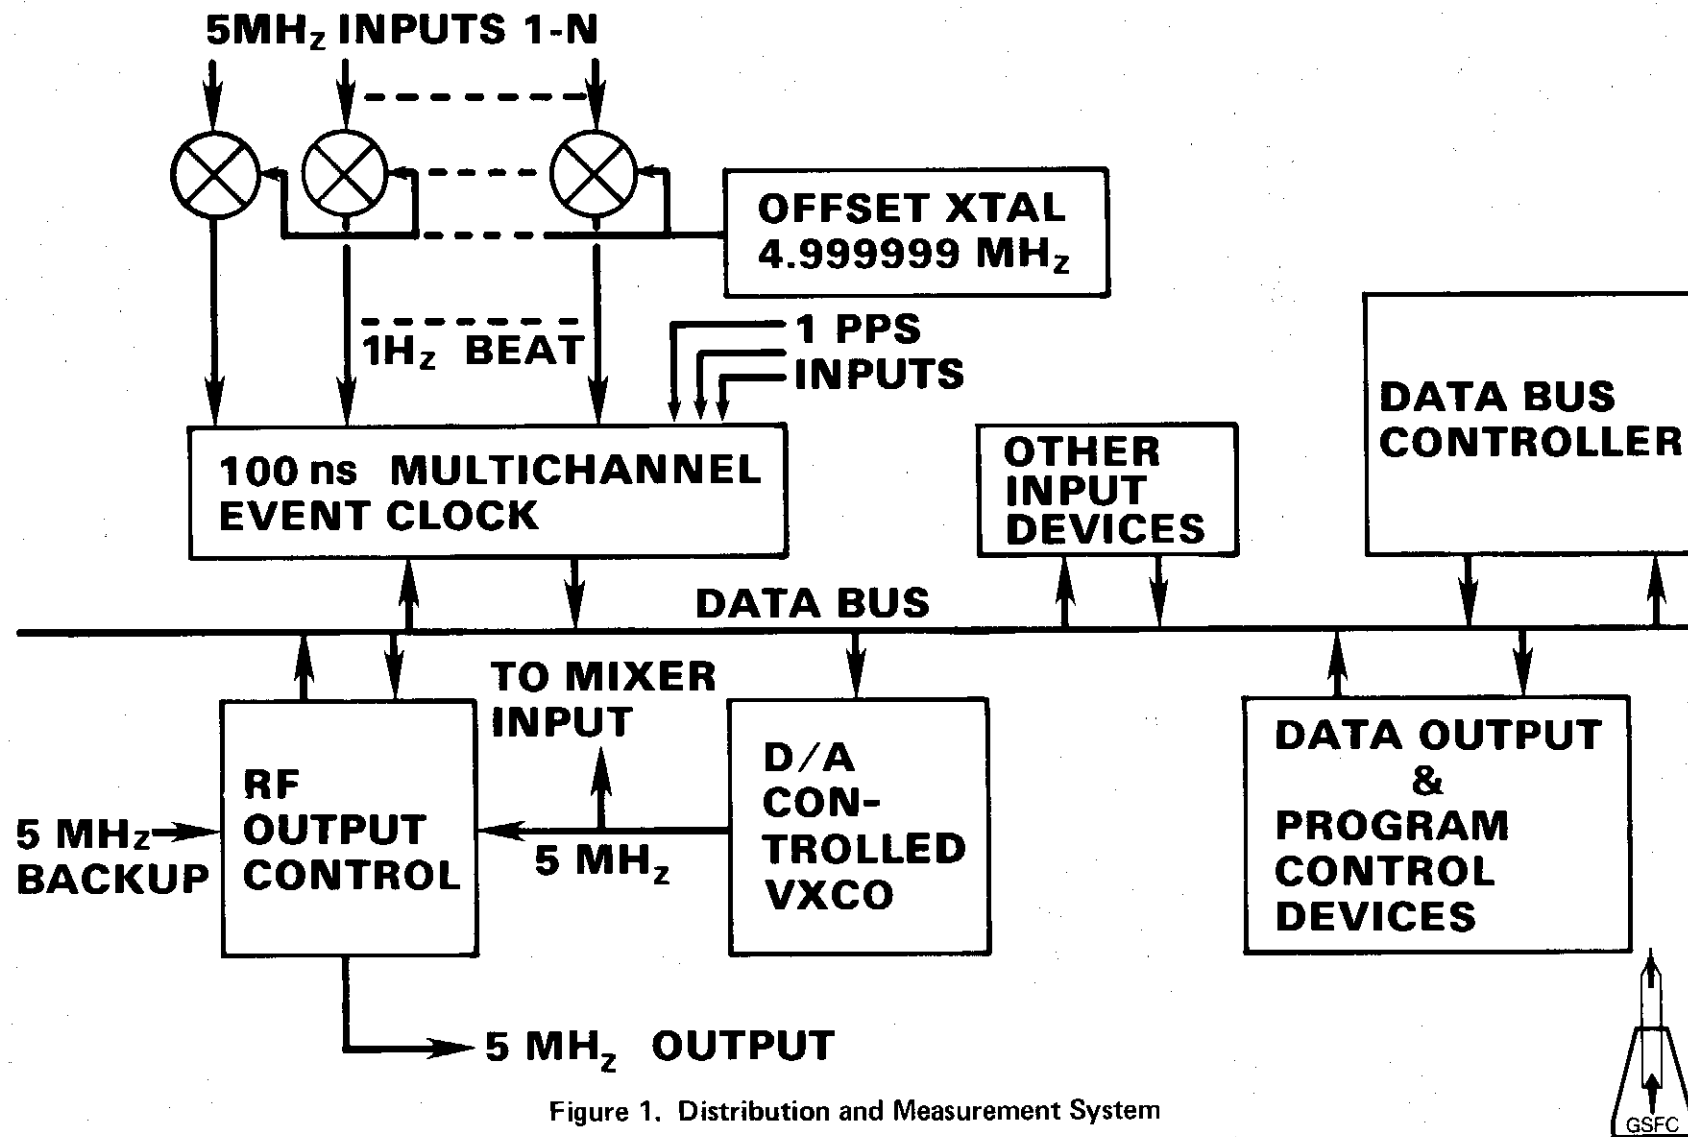 5MHz INPUTS 1-N
OFFSET XTAL
4.999999 MHz
1Hz BEAT
1 PPS
INPUTS
100 ns MULTICHANNEL
EVENT CLOCK
OTHER
INPUT
DEVICES
DATA BUS
CONTROLLER
DATA BUS
TO MIXER
INPUT
RF
OUTPUT
CONTROL
5 MHz
BACKUP
5 MHz
D/A
CON-
TROLLED
VXCO
DATA OUTPUT
&
PROGRAM
CONTROL
DEVICES
5 MHz OUTPUT
GSFC
Figure 1. Distribution and Measurement System